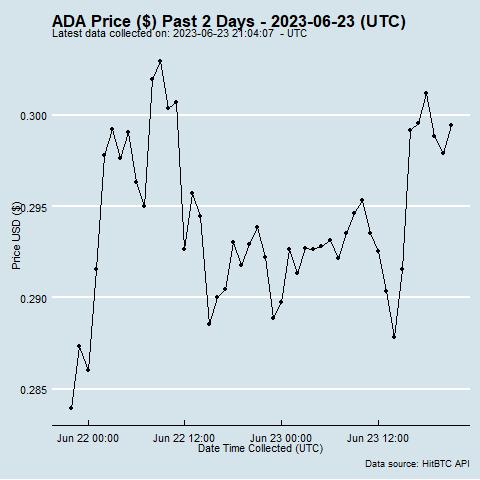 ADA Price ($) Past 2 Days - 2023-06-23 (UTC)
Latest data collected on: 2023-06-23 21:04:07  - UTC
Price USD ($)
0.300
0.295
0.290
0.285
Jun 22 00:00
Jun 22 12:00
Jun 23 00:00
Jun 23 12:00
Date Time Collected (UTC)
Data source: HitBTC API